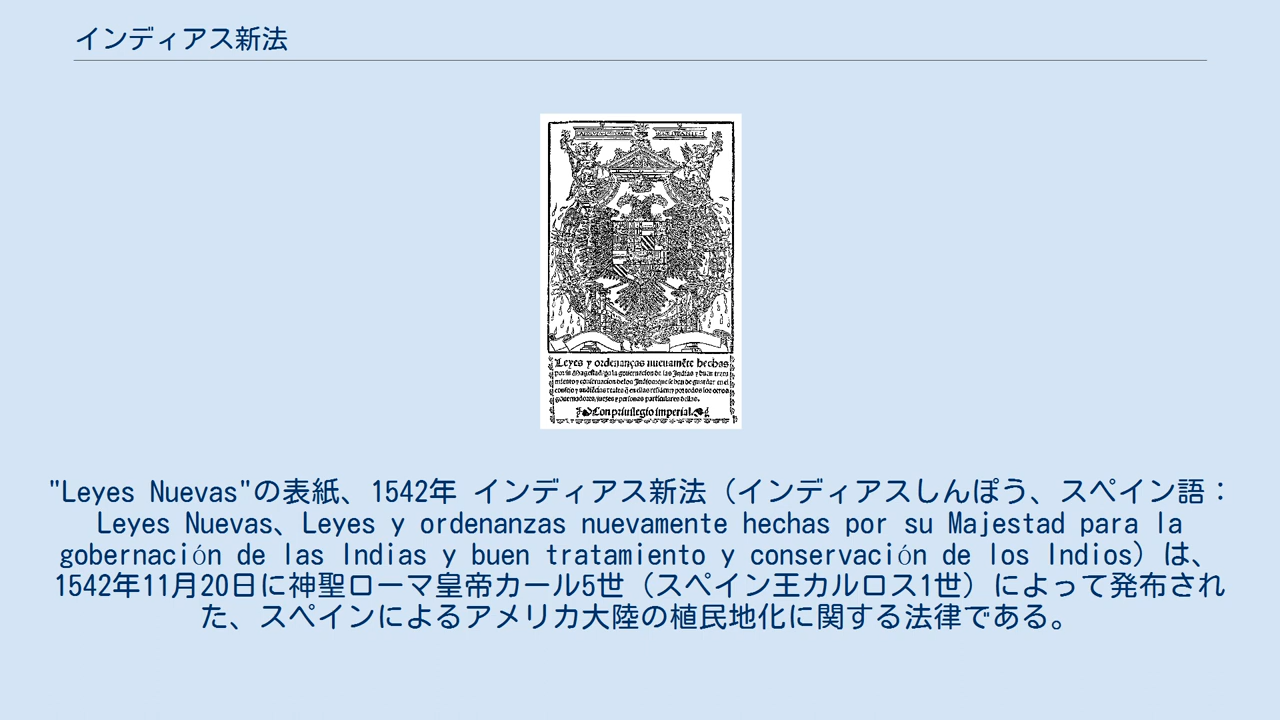 インディアス新法
Leyes y ordenanças nueuamẽte hechas
Con priuilegio imperial.
"Leyes Nuevas"の表紙、1542年 インディアス新法（インディアスしんぽう、スペイン語：
Leyes Nuevas、Leyes y ordenanzas nuevamente hechas por su Majestad para la
gobernación de las Indias y buen tratamiento y conservación de los Indios）は、
1542年11月20日に神聖ローマ皇帝カール5世（スペイン王カルロス1世）によって発布され
た、スペインによるアメリカ大陸の植民地化に関する法律である。